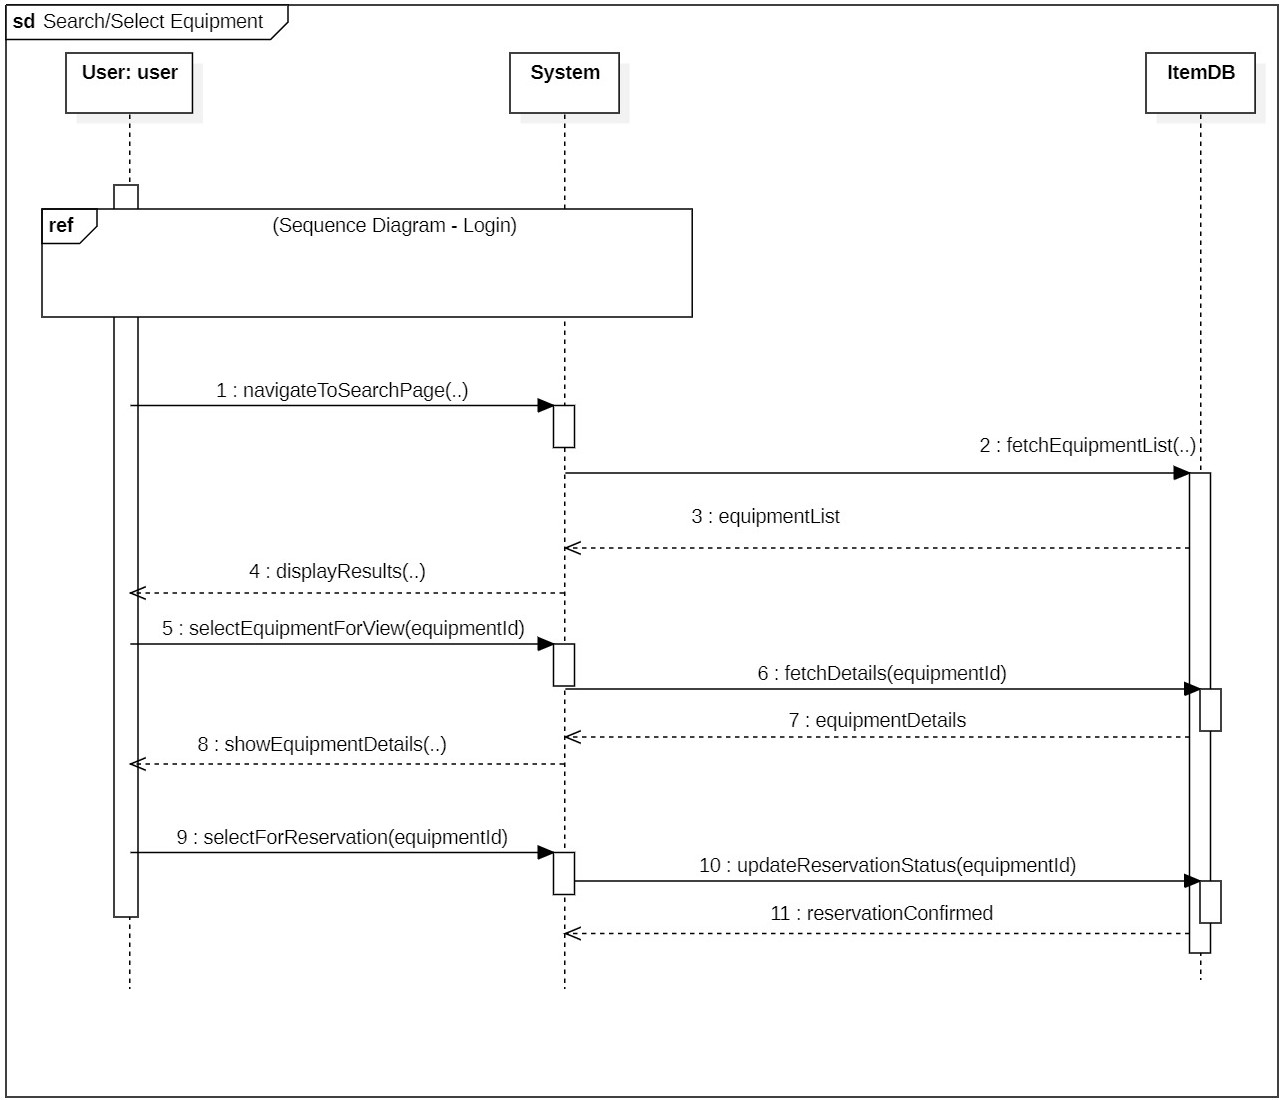 sd Search/Select Equipment
User: user
System
ItemDB
ref
(Sequence Diagram - Login)
1 : navigateToSearchPage(..)
2 : fetchEquipmentList(..)
3 : equipmentList
4 : displayResults(..)
5 : selectEquipmentForView(equipmentId)
6 : fetchDetails(equipmentId)
7 : equipmentDetails
8 : showEquipmentDetails(..)
9 : selectForReservation(equipmentId)
10 : updateReservationStatus(equipmentId)
11 : reservationConfirmed